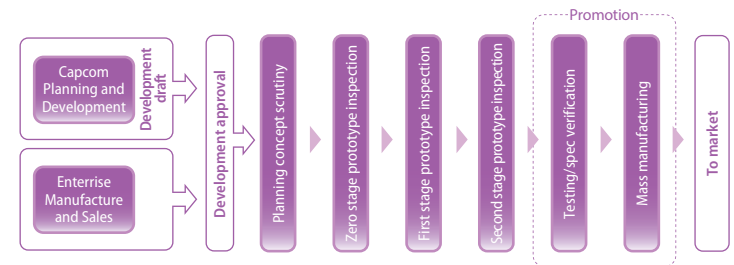 Promotion
Capcom
Planning and
Development
Development
draft
Enterrise
Manufacture
and Sales
Development approval
Planning concept scrutiny
Zero stage prototype inspection
First stage prototype inspection
Second stage prototype inspection
Testing/spec verification
Mass manufacturing
To market